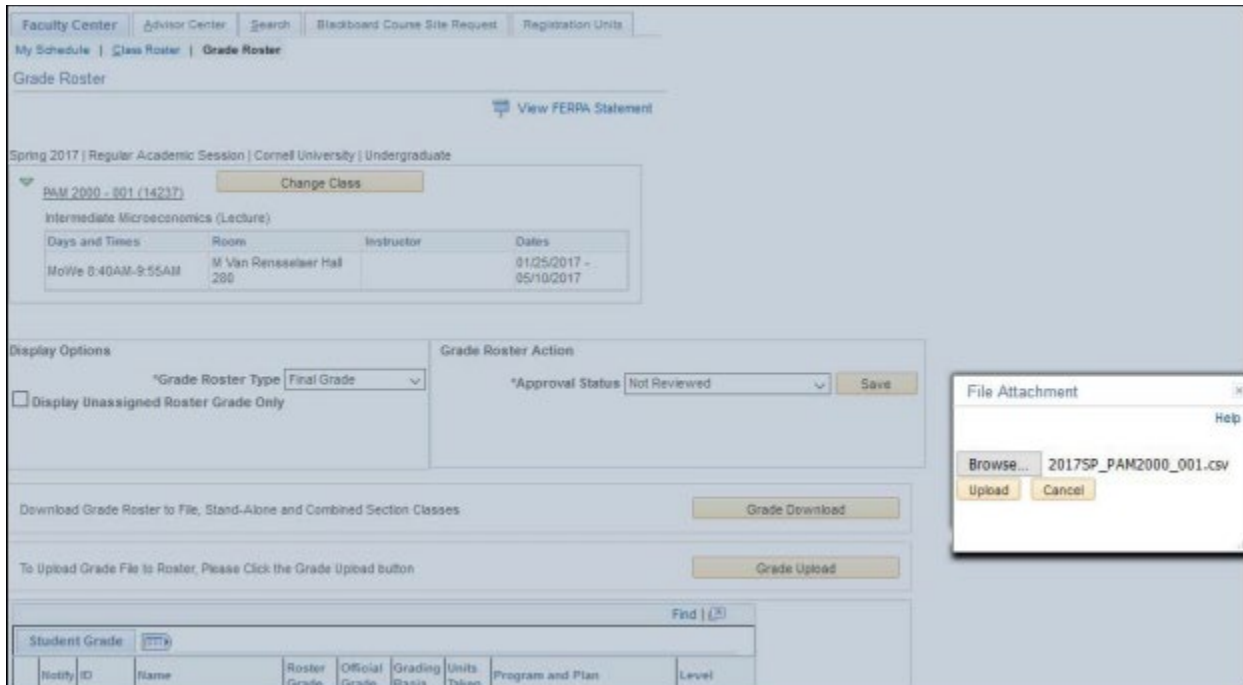 Faculty Center Advisor Center Search Blackboard Course Site Request Registration Units
My Schedule | Class Roster | Grade Roster
Grade Roster
View FERPA Statement
Spring 2017 | Regular Academic Session | Cornell University | Undergraduate
PAM 2000 - 001 (14237) Change Class
Intermediate Microeconomics (Lecture)
Days and Times Room Instructor Dates
MoWe 8:40AM-9:55AM M Van Rensselaer Hall 280 01/25/2017 - 05/10/2017
Display Options
*Grade Roster Type Final Grade
Display Unassigned Roster Grade Only
Grade Roster Action
*Approval Status Not Reviewed Save
Download Grade Roster to File, Stand-Alone and Combined Section Classes Grade Download
To Upload Grade File to Roster, Please Click the Grade Upload button Grade Upload
Find |
Student Grade
Notify ID Name Roster Grade Official Grade Grading Basis Units Taken Program and Plan Level
File Attachment
Help
Browse... 2017SP_PAM2000_001.csv
Upload Cancel